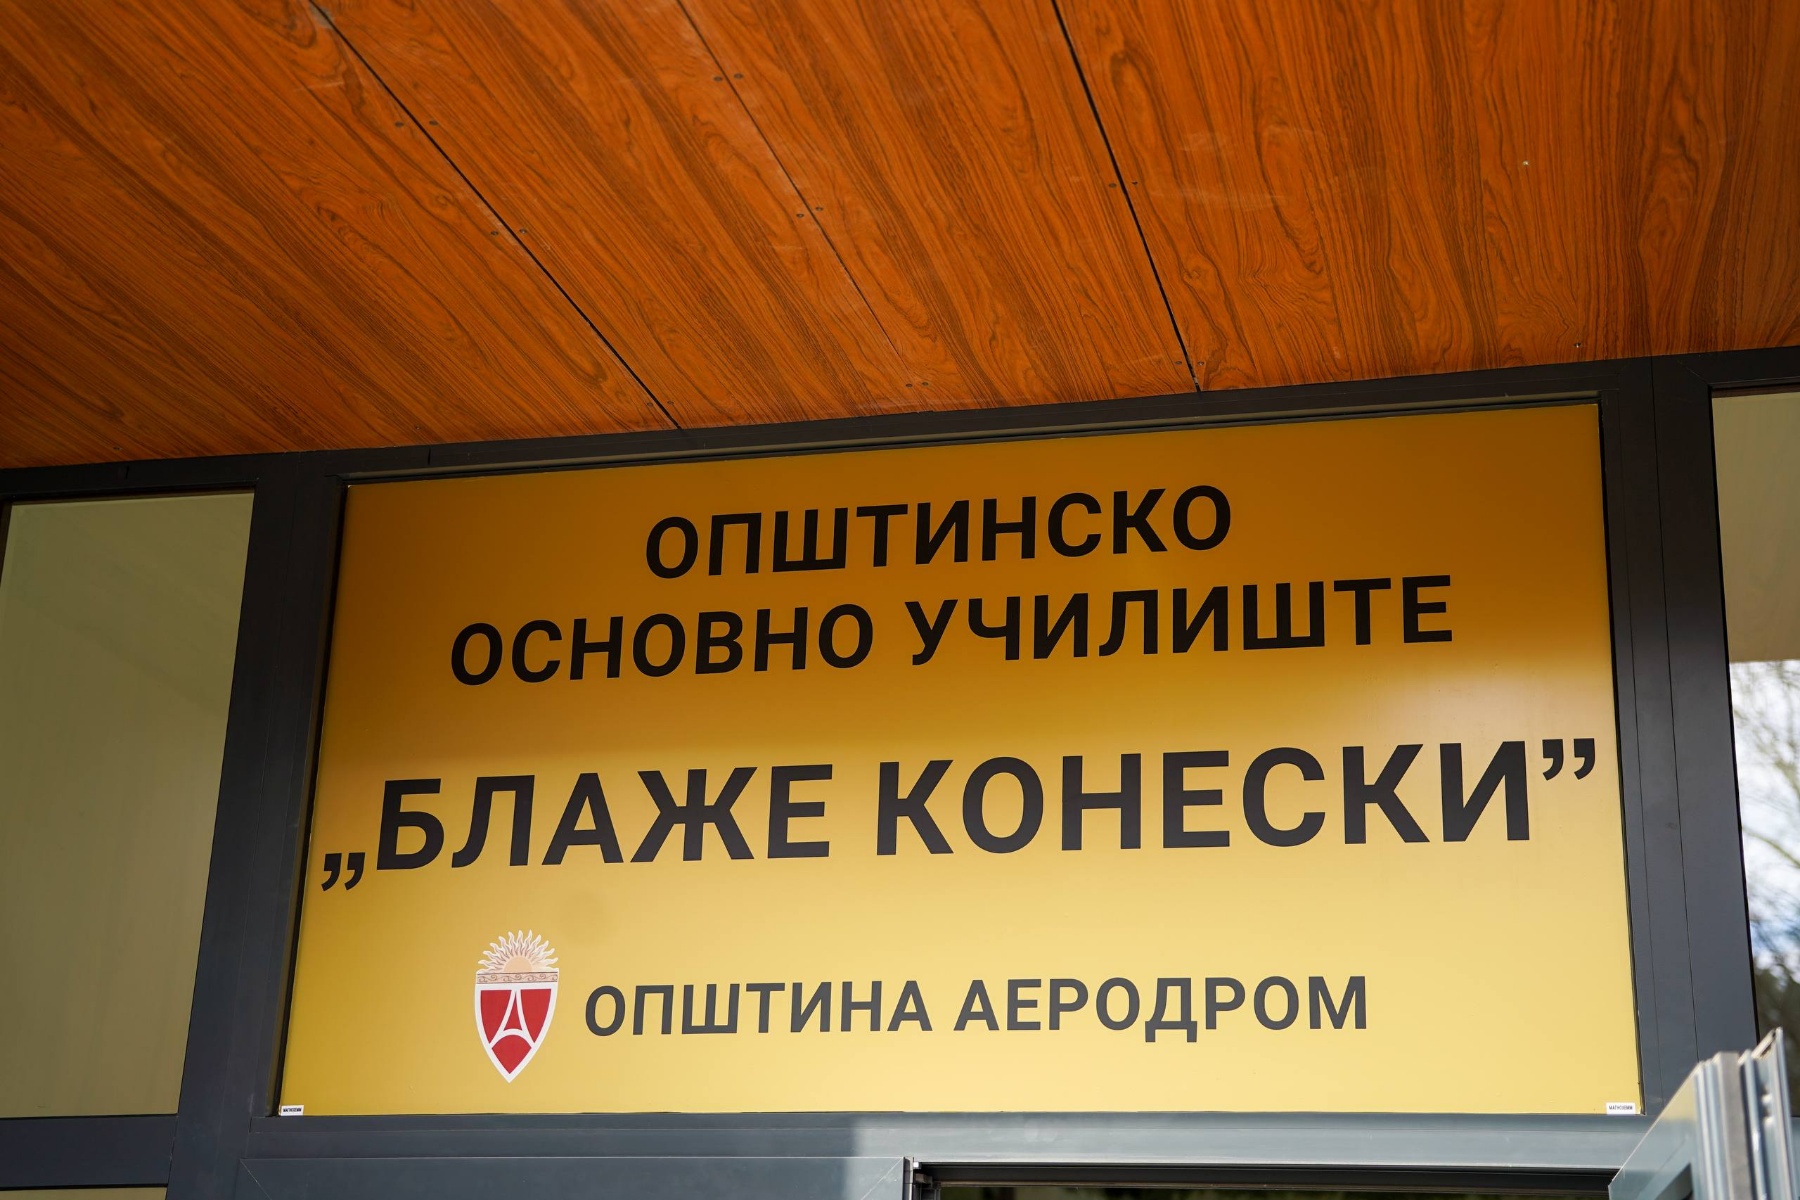 ОПШТИНСКО
ОСНОВНО УЧИЛИШТЕ
„БЛАЖЕ КОНЕСКИ”
ОПШТИНА АЕРОДРОМ